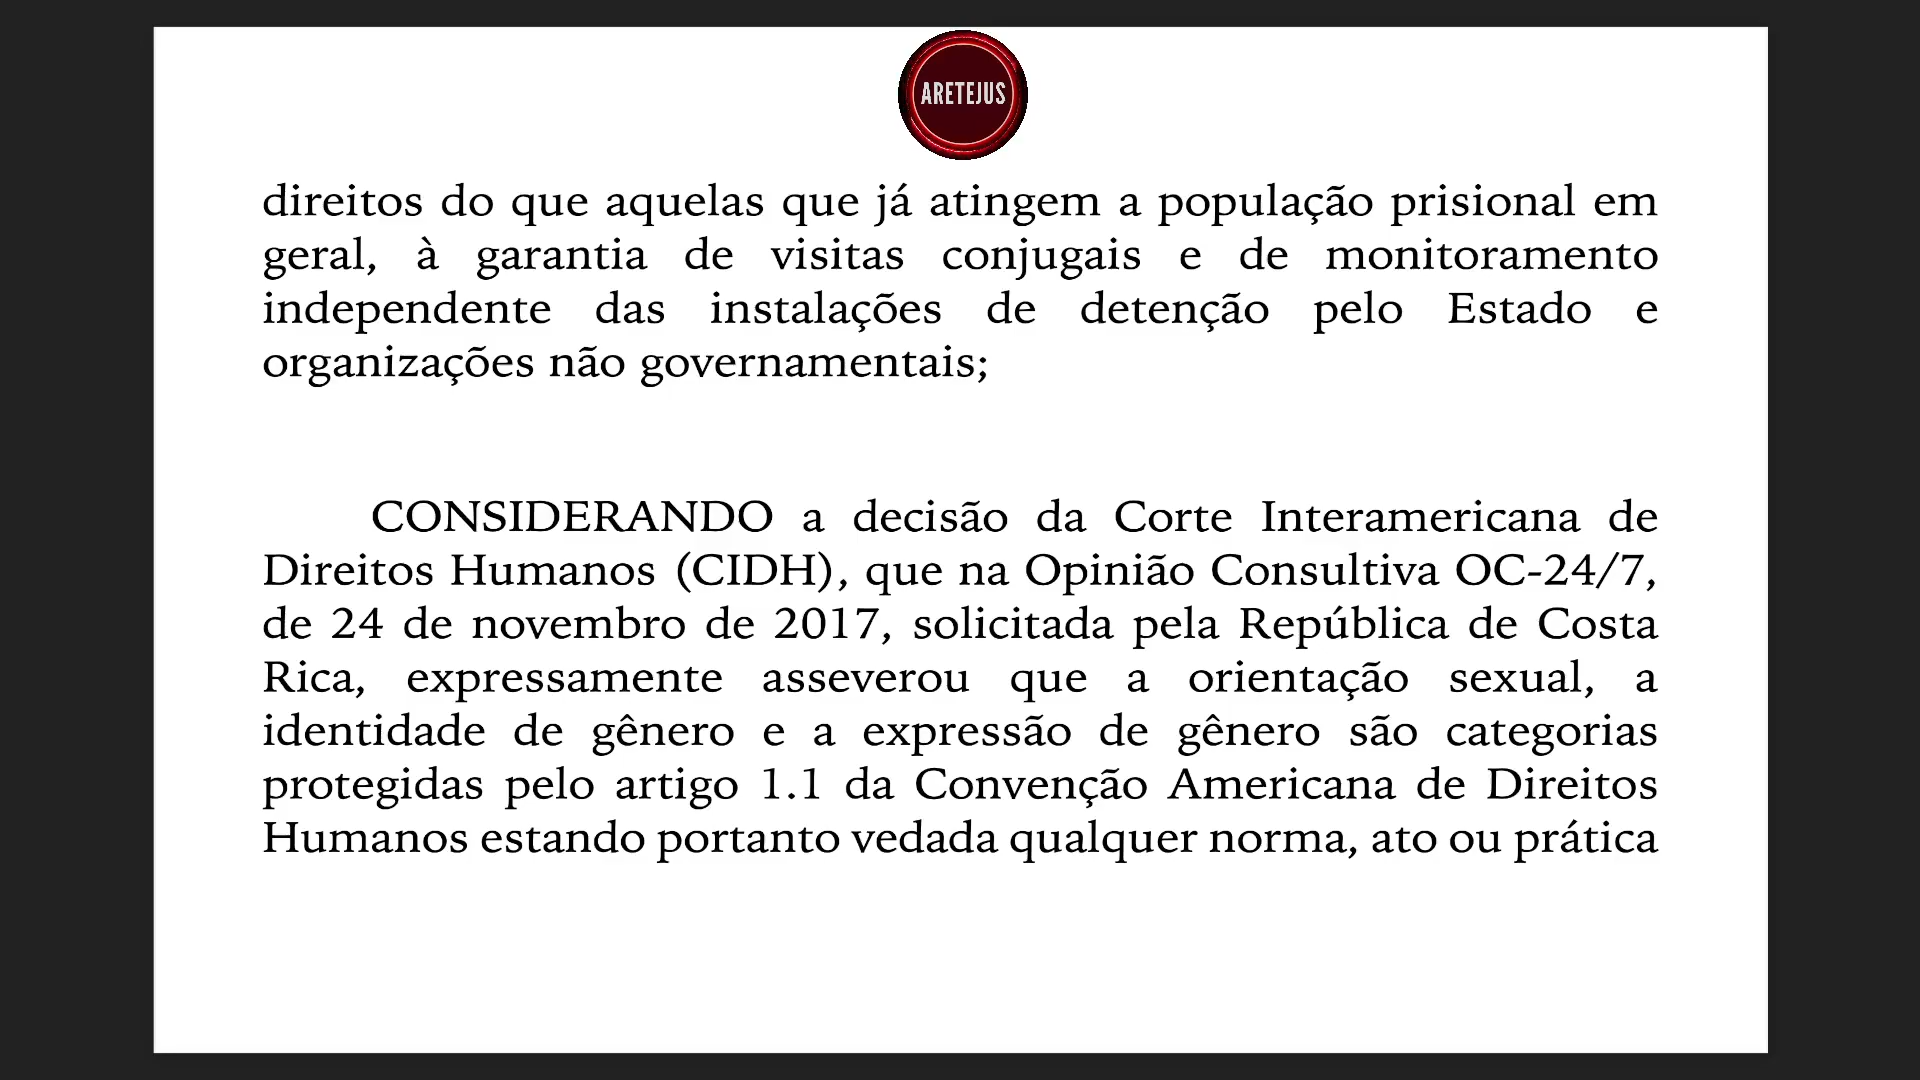 ARETEJUS
direitos do que aquelas que já atingem a população prisional em
geral, à garantia de visitas conjugais e de monitoramento
independente das instalações de detenção pelo Estado e
organizações não governamentais;
CONSIDERANDO a decisão da Corte Interamericana de
Direitos Humanos (CIDH), que na Opinião Consultiva OC-24/7,
de 24 de novembro de 2017, solicitada pela República de Costa
Rica, expressamente asseverou que a orientação sexual, a
identidade de gênero e a expressão de gênero são categorias
protegidas pelo artigo 1.1 da Convenção Americana de Direitos
Humanos estando portanto vedada qualquer norma, ato ou prática